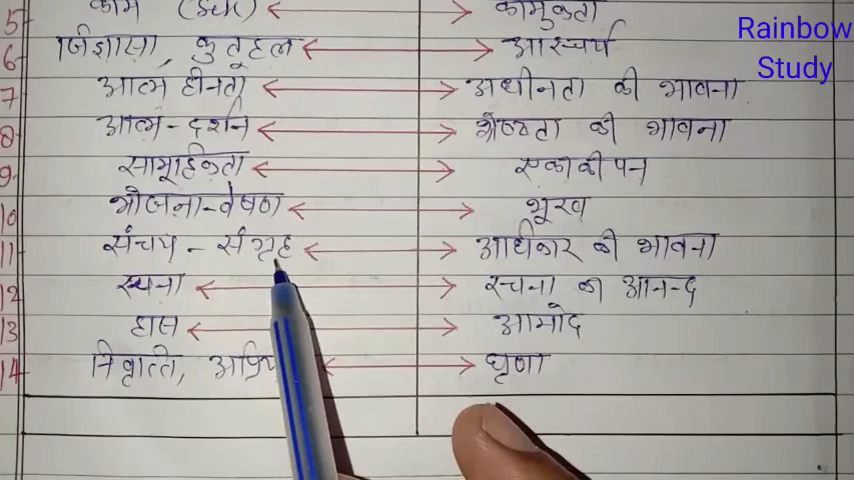 5 काम (Sex) कामुकता
Rainbow Study
6 जिज्ञासा, कुतूहल आश्चर्य
7 आत्म हीनता अधीनता की भावना
8 आत्म-दर्शन श्रेष्ठता की भावना
9 सामूहिकता एकाकीपन
10 भोजना-वेषण भूख
11 संचय - संग्रह अधिकार की भावना
12 रचना रचना का आनन्द
13 हास आमोद
14 निवृत्ति, घृणा